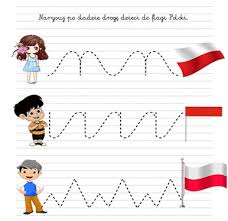 Narysuj po śladzie drogę dzieci do flagi Polski.